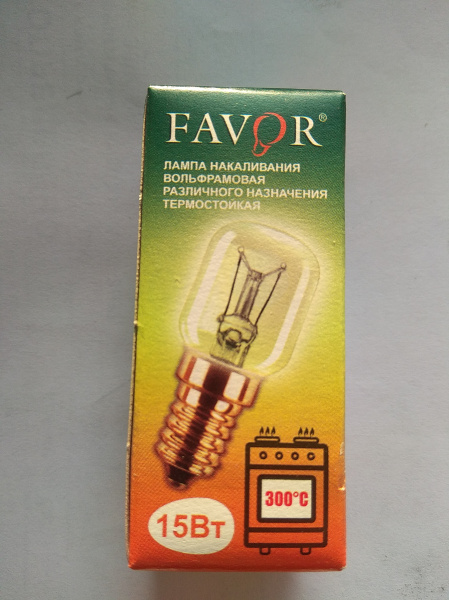 FAVOR®
ЛАМПА НАКАЛИВАНИЯ
ВОЛЬФРАМОВАЯ
РАЗЛИЧНОГО НАЗНАЧЕНИЯ
ТЕРМОСТОЙКАЯ
300°C
15Вт